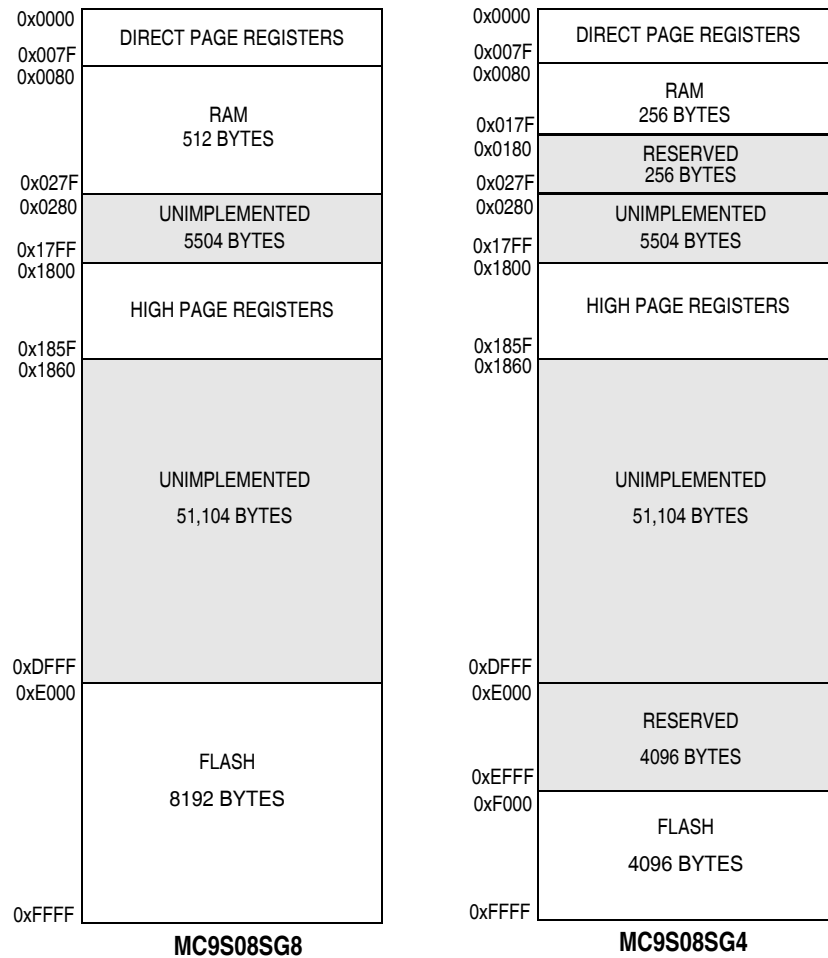 0x0000
DIRECT PAGE REGISTERS
0x007F
0x0080
RAM
512 BYTES
0x027F
0x0280
UNIMPLEMENTED
5504 BYTES
0x17FF
0x1800
HIGH PAGE REGISTERS
0x185F
0x1860
UNIMPLEMENTED
51,104 BYTES
0xDFFF
0xE000
FLASH
8192 BYTES
0xFFFF
MC9S08SG8
0x0000
DIRECT PAGE REGISTERS
0x007F
0x0080
RAM
256 BYTES
0x017F
0x0180
RESERVED
256 BYTES
0x027F
0x0280
UNIMPLEMENTED
5504 BYTES
0x17FF
0x1800
HIGH PAGE REGISTERS
0x185F
0x1860
UNIMPLEMENTED
51,104 BYTES
0xDFFF
0xE000
RESERVED
4096 BYTES
0xEFFF
0xF000
FLASH
4096 BYTES
0xFFFF
MC9S08SG4